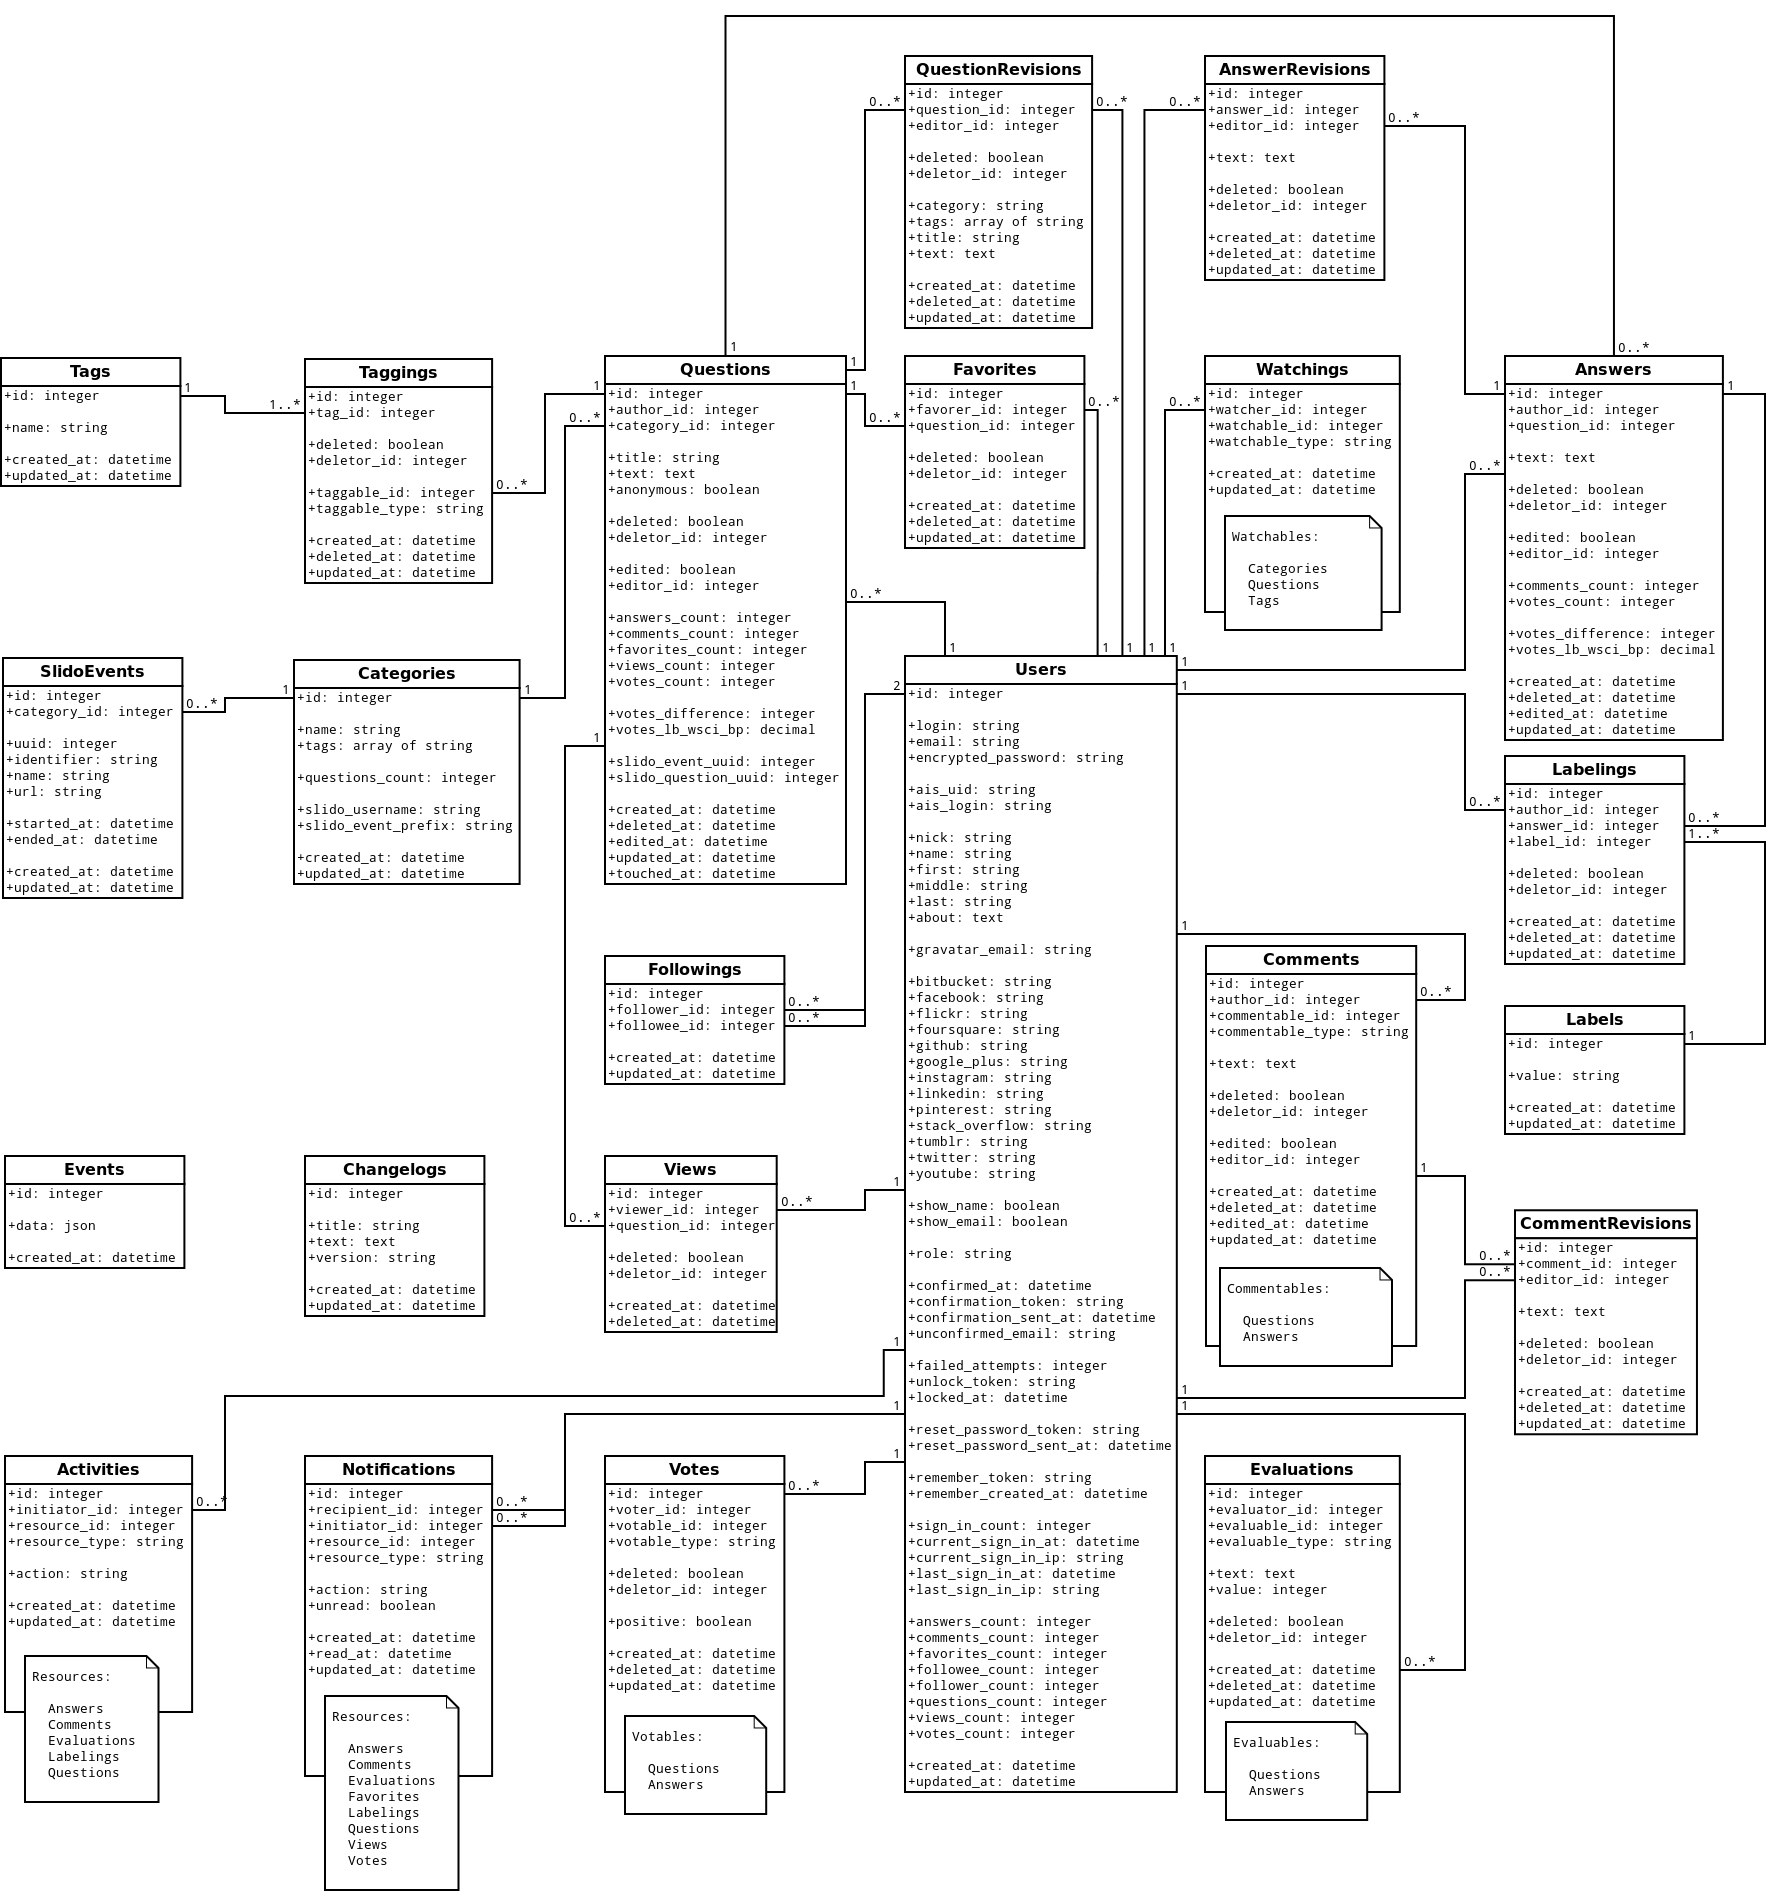 QuestionRevisions
+id: integer
+question_id: integer
+editor_id: integer
+deleted: boolean
+deletor_id: integer
+category: string
+tags: array of string
+title: string
+text: text
+created_at: datetime
+deleted_at: datetime
+updated_at: datetime
0..*
0..*
AnswerRevisions
+id: integer
+answer_id: integer
+editor_id: integer
+text: text
+deleted: boolean
+deletor_id: integer
+created_at: datetime
+deleted_at: datetime
+updated_at: datetime
0..*
0..*
Tags
+id: integer
+name: string
+created_at: datetime
+updated_at: datetime
1
1..*
Taggings
+id: integer
+tag_id: integer
+deleted: boolean
+deletor_id: integer
+taggable_id: integer
+taggable_type: string
+created_at: datetime
+deleted_at: datetime
+updated_at: datetime
0..*
1
0..*
1
1
1
Questions
+id: integer
+author_id: integer
+category_id: integer
+title: string
+text: text
+anonymous: boolean
+deleted: boolean
+deletor_id: integer
+edited: boolean
+editor_id: integer
+answers_count: integer
+comments_count: integer
+favorites_count: integer
+views_count: integer
+votes_count: integer
+votes_difference: integer
+votes_lb_wsci_bp: decimal
+slido_event_uuid: integer
+slido_question_uuid: integer
+created_at: datetime
+deleted_at: datetime
+edited_at: datetime
+updated_at: datetime
+touched_at: datetime
0..*
1
0..*
Favorites
+id: integer
+favorer_id: integer
+question_id: integer
+deleted: boolean
+deletor_id: integer
+created_at: datetime
+deleted_at: datetime
+updated_at: datetime
0..*
0..*
Watchings
+id: integer
+watcher_id: integer
+watchable_id: integer
+watchable_type: string
+created_at: datetime
+updated_at: datetime
Watchables:
Categories
Questions
Tags
0..*
1
0..*
Answers
+id: integer
+author_id: integer
+question_id: integer
+text: text
+deleted: boolean
+deletor_id: integer
+edited: boolean
+editor_id: integer
+comments_count: integer
+votes_count: integer
+votes_difference: integer
+votes_lb_wsci_bp: decimal
+created_at: datetime
+deleted_at: datetime
+edited_at: datetime
+updated_at: datetime
1
SlidoEvents
+id: integer
+category_id: integer
+uuid: integer
+identifier: string
+name: string
+url: string
+started_at: datetime
+ended_at: datetime
+created_at: datetime
+updated_at: datetime
0..*
1
Categories
+id: integer
+name: string
+tags: array of string
+questions_count: integer
+slido_username: string
+slido_event_prefix: string
+created_at: datetime
+updated_at: datetime
1
1
1
1
1
1
2
1
1
Users
+id: integer
+login: string
+email: string
+encrypted_password: string
+ais_uid: string
+ais_login: string
+nick: string
+name: string
+first: string
+middle: string
+last: string
+about: text
+gravatar_email: string
+bitbucket: string
+facebook: string
+flickr: string
+foursquare: string
+github: string
+google_plus: string
+instagram: string
+linkedin: string
+pinterest: string
+stack_overflow: string
+tumblr: string
+twitter: string
+youtube: string
+show_name: boolean
+show_email: boolean
+role: string
+confirmed_at: datetime
+confirmation_token: string
+confirmation_sent_at: datetime
+unconfirmed_email: string
+failed_attempts: integer
+unlock_token: string
+locked_at: datetime
+reset_password_token: string
+reset_password_sent_at: datetime
+remember_token: string
+remember_created_at: datetime
+sign_in_count: integer
+current_sign_in_at: datetime
+current_sign_in_ip: string
+last_sign_in_at: datetime
+last_sign_in_ip: string
+answers_count: integer
+comments_count: integer
+favorites_count: integer
+followee_count: integer
+follower_count: integer
+questions_count: integer
+views_count: integer
+votes_count: integer
+created_at: datetime
+updated_at: datetime
1
1
1
1
1
1
0..*
Labelings
+id: integer
+author_id: integer
+answer_id: integer
+label_id: integer
+deleted: boolean
+deletor_id: integer
+created_at: datetime
+deleted_at: datetime
+updated_at: datetime
0..*
1..*
Followings
+id: integer
+follower_id: integer
+followee_id: integer
+created_at: datetime
+updated_at: datetime
0..*
0..*
Comments
+id: integer
+author_id: integer
+commentable_id: integer
+commentable_type: string
+text: text
+deleted: boolean
+deletor_id: integer
+edited: boolean
+editor_id: integer
+created_at: datetime
+deleted_at: datetime
+edited_at: datetime
+updated_at: datetime
Commentables:
Questions
Answers
0..*
1
Labels
+id: integer
+value: string
+created_at: datetime
+updated_at: datetime
1
Events
+id: integer
+data: json
+created_at: datetime
Changelogs
+id: integer
+title: string
+text: text
+version: string
+created_at: datetime
+updated_at: datetime
0..*
Views
+id: integer
+viewer_id: integer
+question_id: integer
+deleted: boolean
+deletor_id: integer
+created_at: datetime
+deleted_at: datetime
0..*
1
0..*
0..*
CommentRevisions
+id: integer
+comment_id: integer
+editor_id: integer
+text: text
+deleted: boolean
+deletor_id: integer
+created_at: datetime
+deleted_at: datetime
+updated_at: datetime
Activities
+id: integer
+initiator_id: integer
+resource_id: integer
+resource_type: string
+action: string
+created_at: datetime
+updated_at: datetime
Resources:
Answers
Comments
Evaluations
Labelings
Questions
0..*
Notifications
+id: integer
+recipient_id: integer
+initiator_id: integer
+resource_id: integer
+resource_type: string
+action: string
+unread: boolean
+created_at: datetime
+read_at: datetime
+updated_at: datetime
Resources:
Answers
Comments
Evaluations
Favorites
Labelings
Questions
Views
Votes
0..*
0..*
Votes
+id: integer
+voter_id: integer
+votable_id: integer
+votable_type: string
+deleted: boolean
+deletor_id: integer
+positive: boolean
+created_at: datetime
+deleted_at: datetime
+updated_at: datetime
Votables:
Questions
Answers
0..*
1
Evaluations
+id: integer
+evaluator_id: integer
+evaluable_id: integer
+evaluable_type: string
+text: text
+value: integer
+deleted: boolean
+deletor_id: integer
+created_at: datetime
+deleted_at: datetime
+updated_at: datetime
Evaluables:
Questions
Answers
0..*